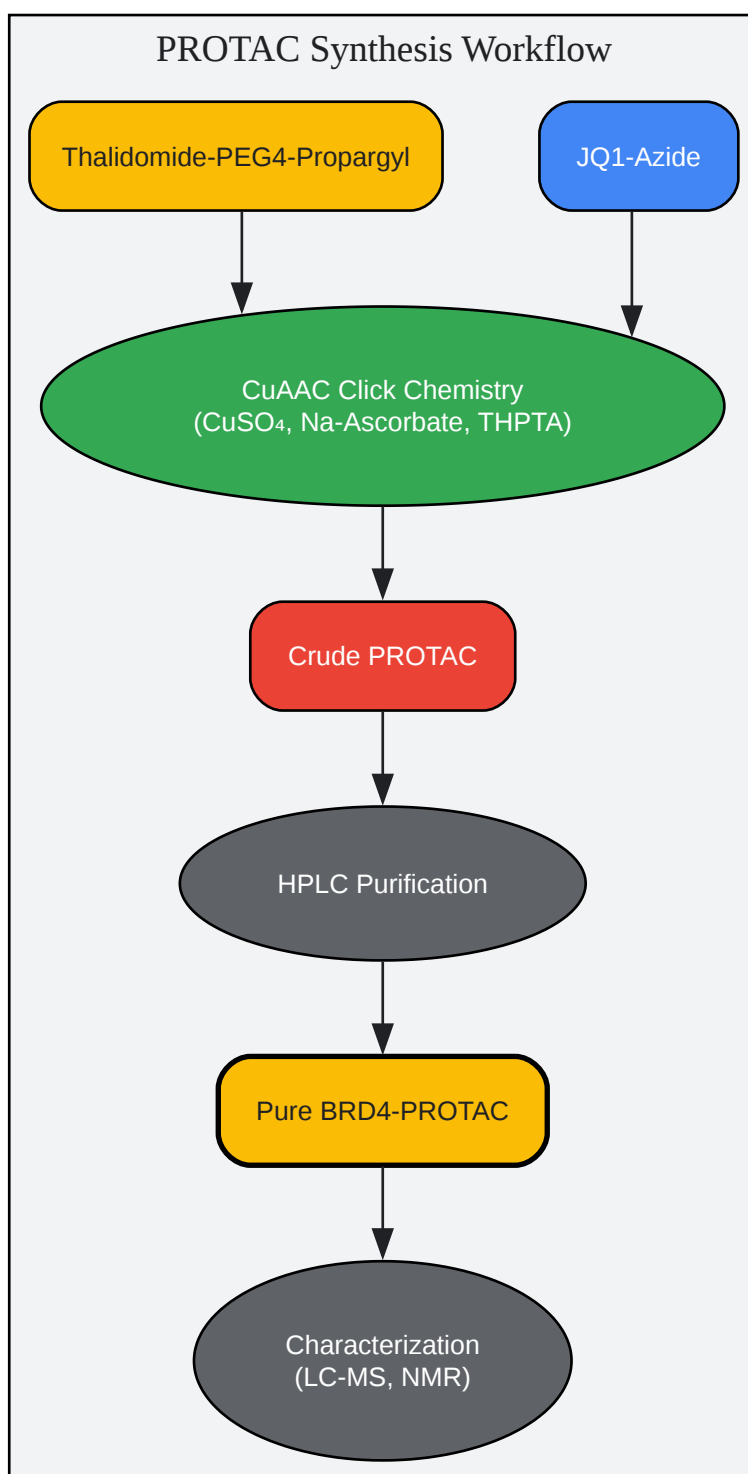 PROTAC Synthesis Workflow
Thalidomide-PEG4-Propargyl
JQ1-Azide
CuAAC Click Chemistry
(CuSO₄, Na-Ascorbate, THPTA)
Crude PROTAC
HPLC Purification
Pure BRD4-PROTAC
Characterization
(LC-MS, NMR)